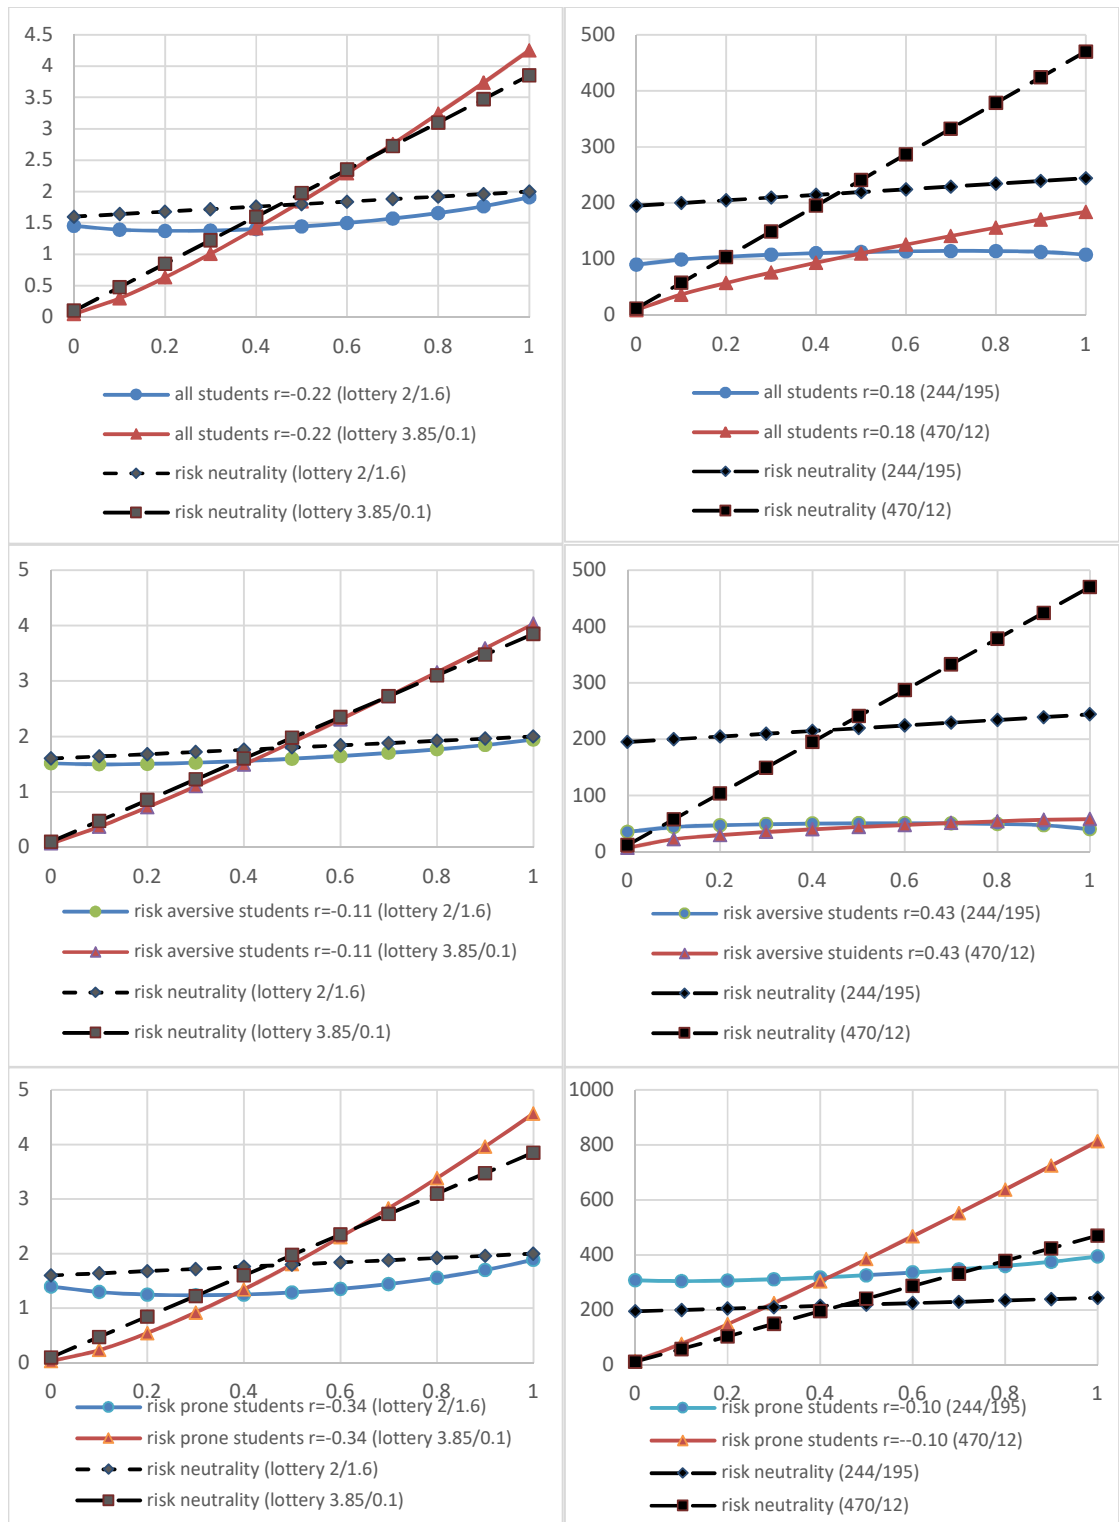 4.5
4
3.5
3
2.5
2
1.5
1
0.5
0
0 0.2 0.4 0.6 0.8 1
all students r=-0.22 (lottery 2/1.6)
all students r=-0.22 (lottery 3.85/0.1)
risk neutrality (lottery 2/1.6)
risk neutrality (lottery 3.85/0.1)
500
400
300
200
100
0
0 0.2 0.4 0.6 0.8 1
all students r=0.18 (244/195)
all students r=0.18 (470/12)
risk neutrality (244/195)
risk neutrality (470/12)
5
4
3
2
1
0
0 0.2 0.4 0.6 0.8 1
risk aversive students r=-0.11 (lottery 2/1.6)
risk aversive students r=-0.11 (lottery 3.85/0.1)
risk neutrality (lottery 2/1.6)
risk neutrality (lottery 3.85/0.1)
500
400
300
200
100
0
0 0.2 0.4 0.6 0.8 1
risk aversive students r=0.43 (244/195)
risk aversive stuidents r=0.43 (470/12)
risk neutrality (244/195)
risk neutrality (470/12)
5
4
3
2
1
0
0 0.2 0.4 0.6 0.8 1
risk prone students r=-0.34 (lottery 2/1.6)
risk prone students r=-0.34 (lottery 3.85/0.1)
risk neutrality (lottery 2/1.6)
risk neutrality (lottery 3.85/0.1)
1000
800
600
400
200
0
0 0.2 0.4 0.6 0.8 1
risk prone students r=-0.10 (244/195)
risk prone students r=--0.10 (470/12)
risk neutrality (244/195)
risk neutrality (470/12)